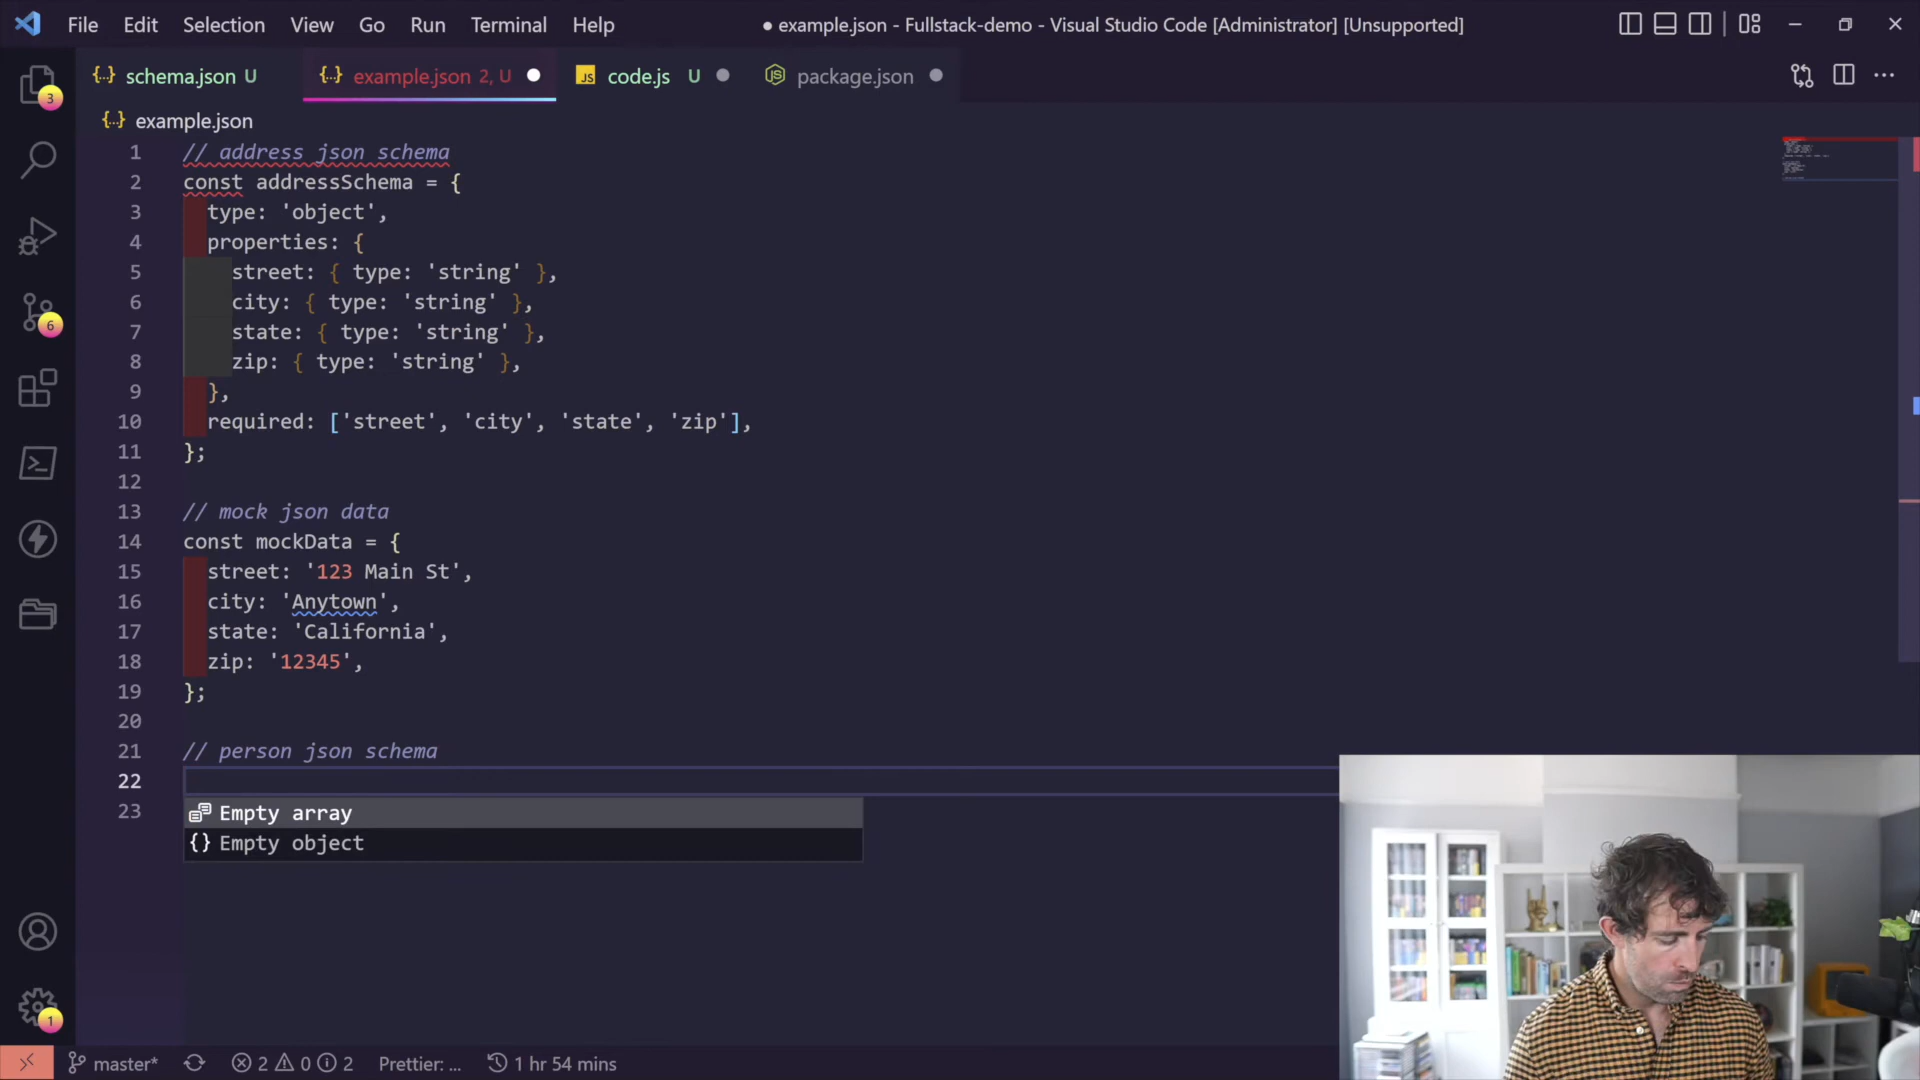 File Edit Selection View Go Run Terminal Help
● example.json - Fullstack-demo - Visual Studio Code [Administrator] [Unsupported]
{..} schema.json U
{..} example.json 2, U
JS code.js U
package.json
{..} example.json
3
6
1
1 // address json schema
2 const addressSchema = {
3 type: 'object',
4 properties: {
5 street: { type: 'string' },
6 city: { type: 'string' },
7 state: { type: 'string' },
8 zip: { type: 'string' },
9 },
10 required: ['street', 'city', 'state', 'zip'],
11 };
12
13 // mock json data
14 const mockData = {
15 street: '123 Main St',
16 city: 'Anytown',
17 state: 'California',
18 zip: '12345',
19 };
20
21 // person json schema
22
23
Empty array
{} Empty object
master* 2 0 2 Prettier: ... 1 hr 54 mins